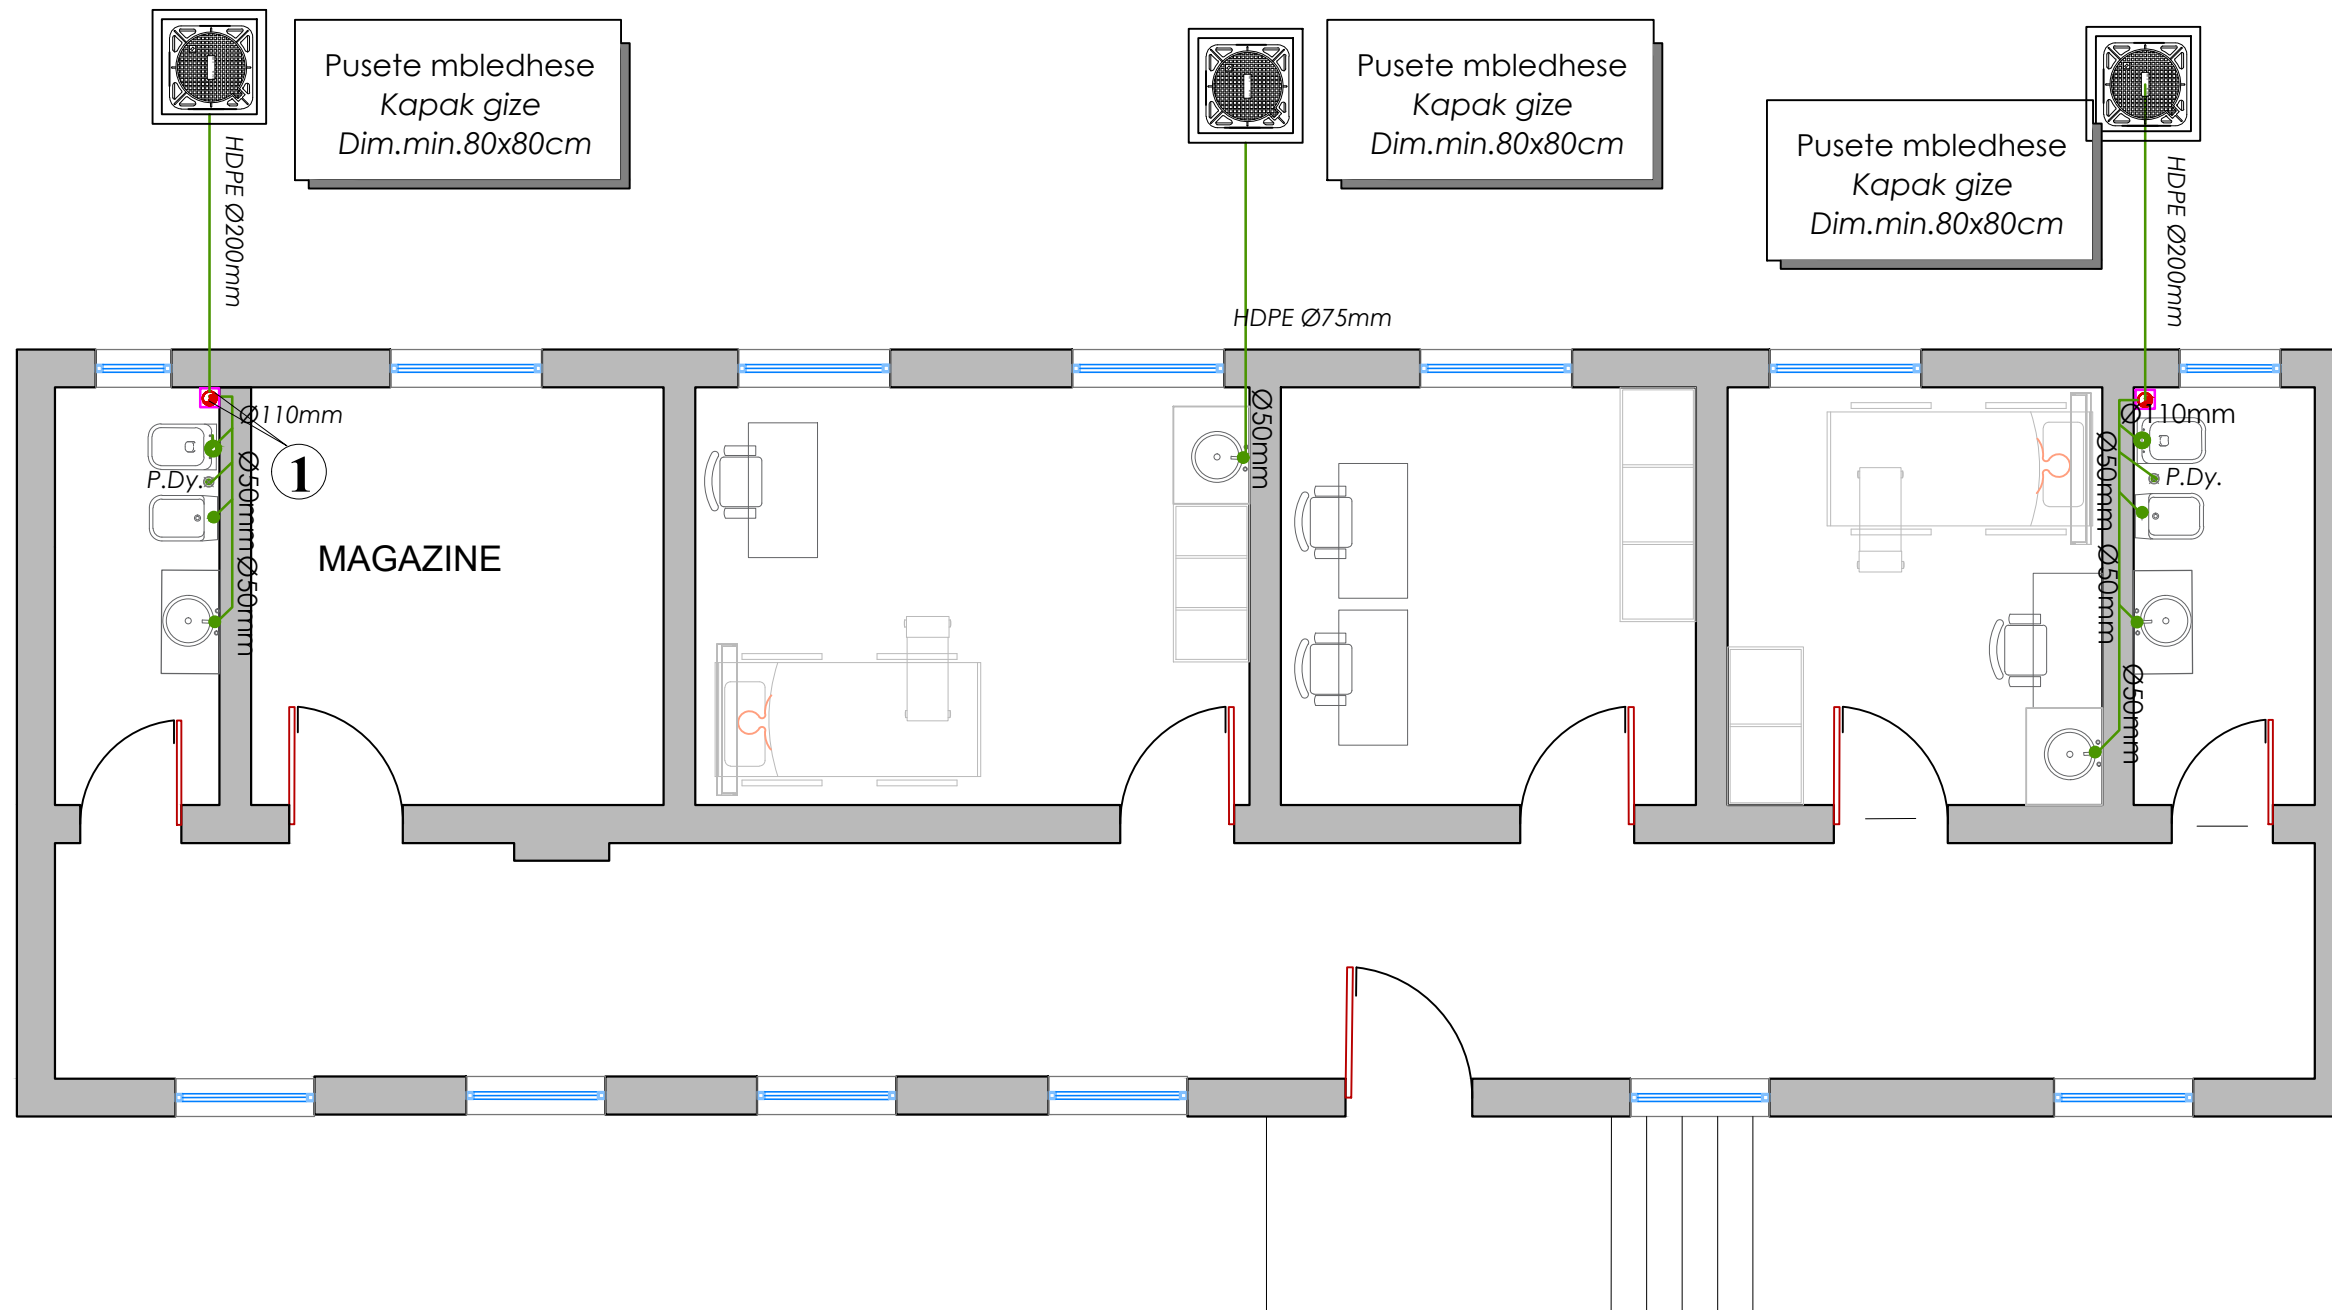 Pusete mbledhese
Kapak gize
Dim.min.80x80cm
Pusete mbledhese
Kapak gize
Dim.min.80x80cm
Pusete mbledhese
Kapak gize
Dim.min.80x80cm
HDPE Ø200mm
HDPE Ø75mm
HDPE Ø200mm
Ø110mm
1
P.Dy.
Ø50mm
Ø50mm
MAGAZINE
Ø50mm
Ø110mm
P.Dy.
Ø50mm
Ø50mm
Ø50mm